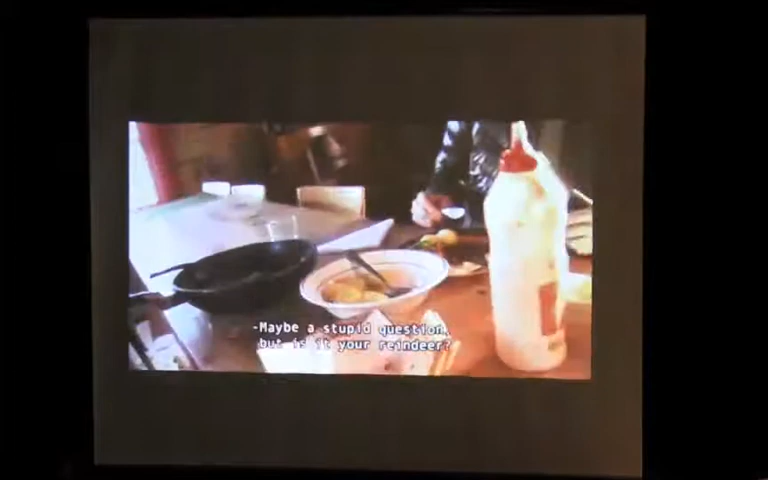 -Maybe a stupid question,
but is it your reindeer?